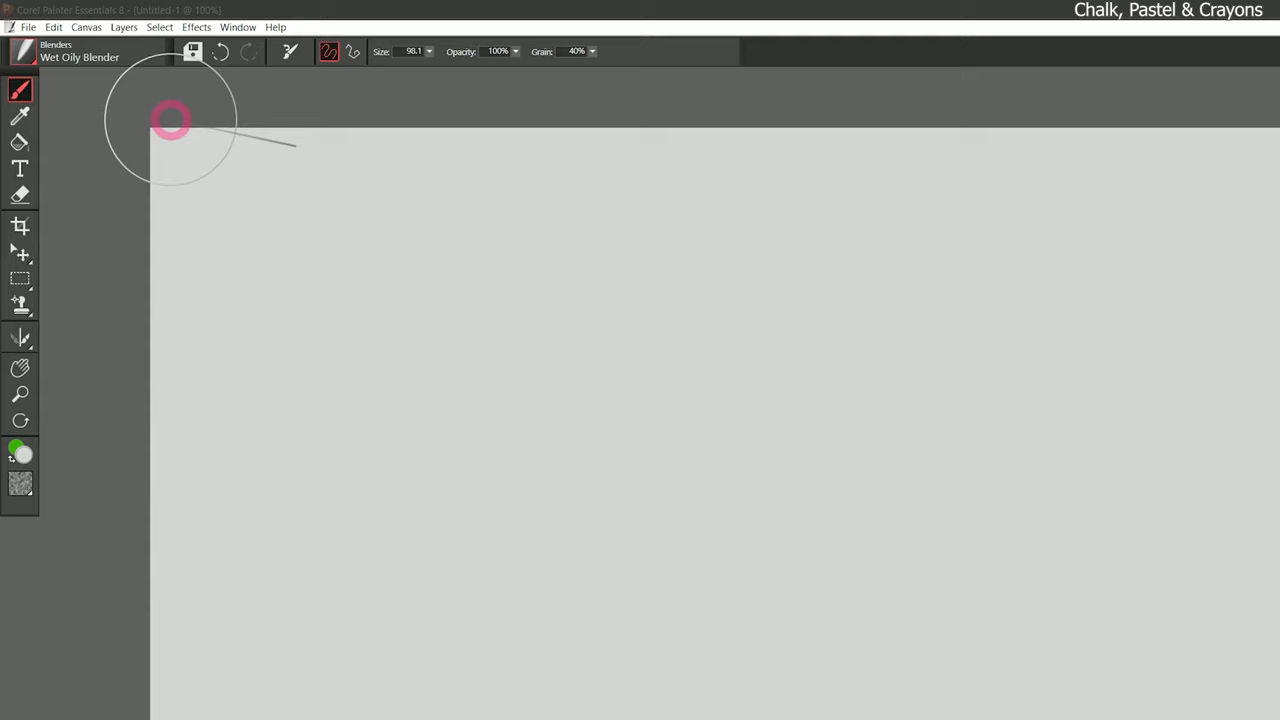 Corel Painter Essentials 8 - [Untitled-1 @ 100%]
Chalk, Pastel & Crayons
File Edit Canvas Layers Select Effects Window Help
Blenders
Wet Oily Blender
Size: 98.1 Opacity: 100% Grain: 40%